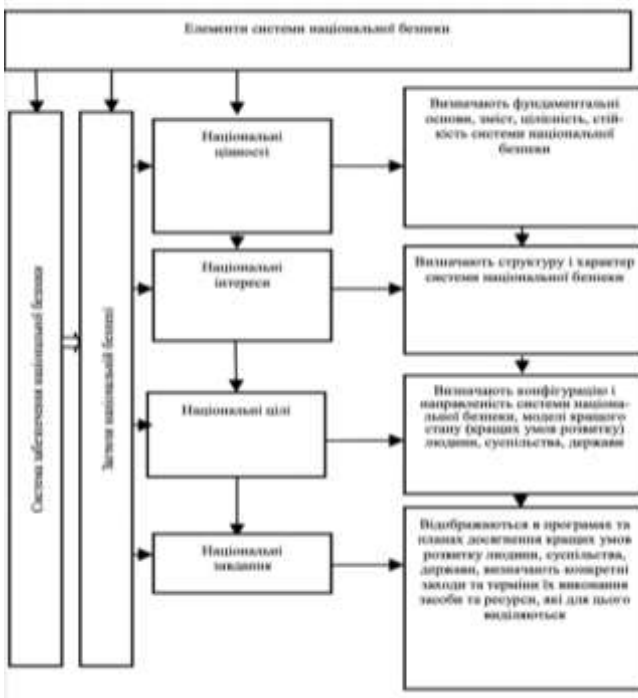 Елементи системи національної безпеки
Система забезпечення національної безпеки
Загрози національній безпеці
Національні
цінності
Визначають фундаментальні
основи, зміст, цілісність, стій-
кість системи національної
безпеки
Національні
інтереси
Визначають структуру і характер
системи національної безпеки
Національні цілі
Визначають конфігурацію і
направленість системи націона-
льної безпеки, моделі кращого
стану (кращих умов розвитку)
людини, суспільства, держави
Національні
завдання
Відображаються в програмах та
планах досягнення кращих умов
розвитку людини, суспільства,
держави, визначають конкретні
заходи та терміни їх виконання
засоби та ресурси, які для цього
виділяються